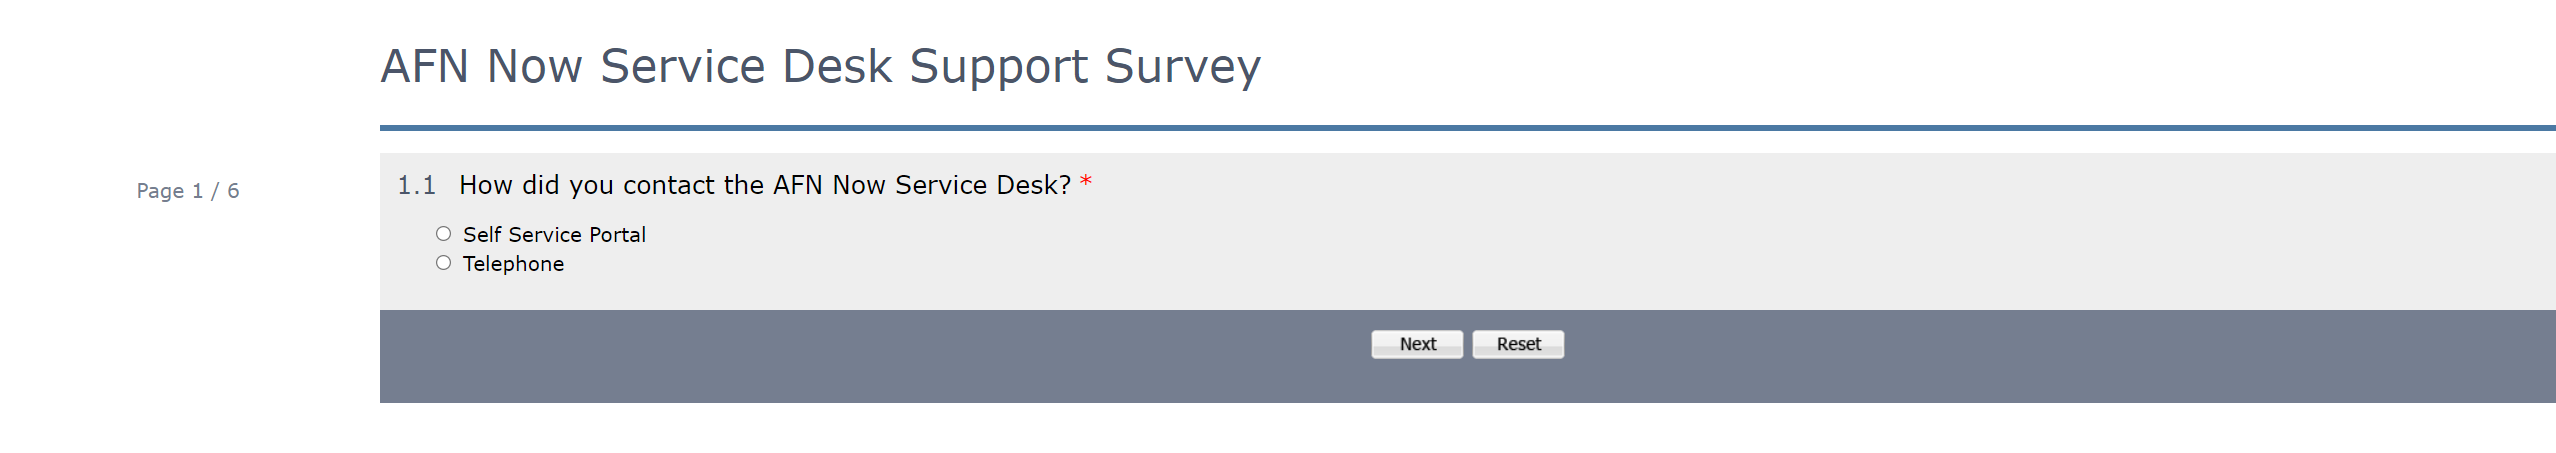 AFN Now Service Desk Support Survey
Page 1 / 6
1.1 How did you contact the AFN Now Service Desk? *
Self Service Portal
Telephone
Next Reset